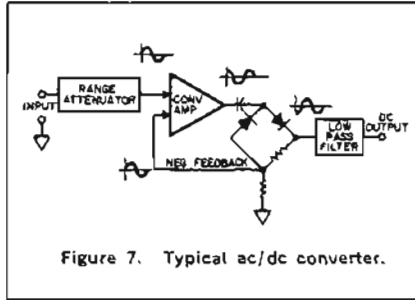 RANGE
ATTENUATOR
INPUT
CONV
AMP
NEG FEEDBACK
LOW
PASS
FILTER
DC
OUTPUT
Figure 7. Typical ac/dc converter.